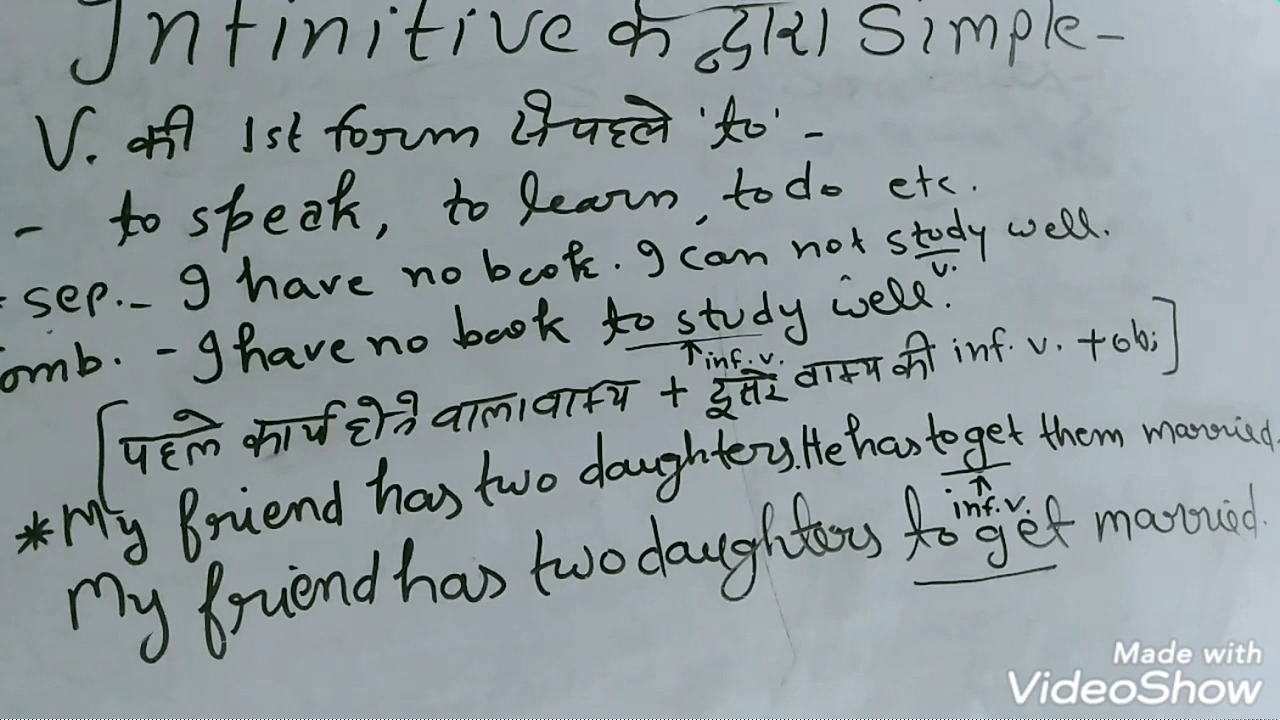 Infinitive के द्वारा Simple -
V. की 1st form से पहले 'to' -
- to speak, to learn, to do etc.
sep. - I have no book. I can not study well.
v.
omb. - I have no book to study well.
↑ inf. v.
[पहले कार्य होने वाला वाक्य + दूसरे वाक्य की inf. v. + obj]
*My friend has two daughters. He has to get them married.
↑ inf. v.
My friend has two daughters to get married.
Made with
VideoShow